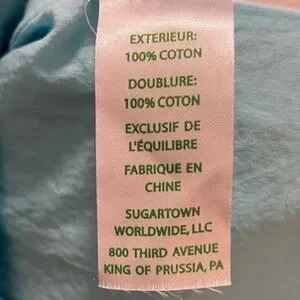 EXTERIEUR:
100% COTON
DOUBLURE:
100% COTON
EXCLUSIF DE
L'ÉQUILIBRE
FABRIQUE EN
CHINE
SUGARTOWN
WORLDWIDE, LLC
800 THIRD AVENUE
KING OF PRUSSIA, PA